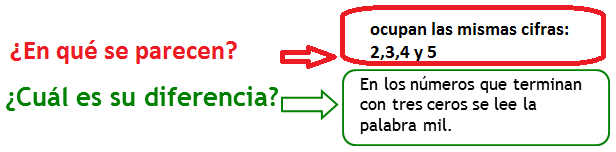 ¿En qué se parecen?
ocupan las mismas cifras:
2,3,4 y 5
¿Cuál es su diferencia?
En los números que terminan
con tres ceros se lee la
palabra mil.